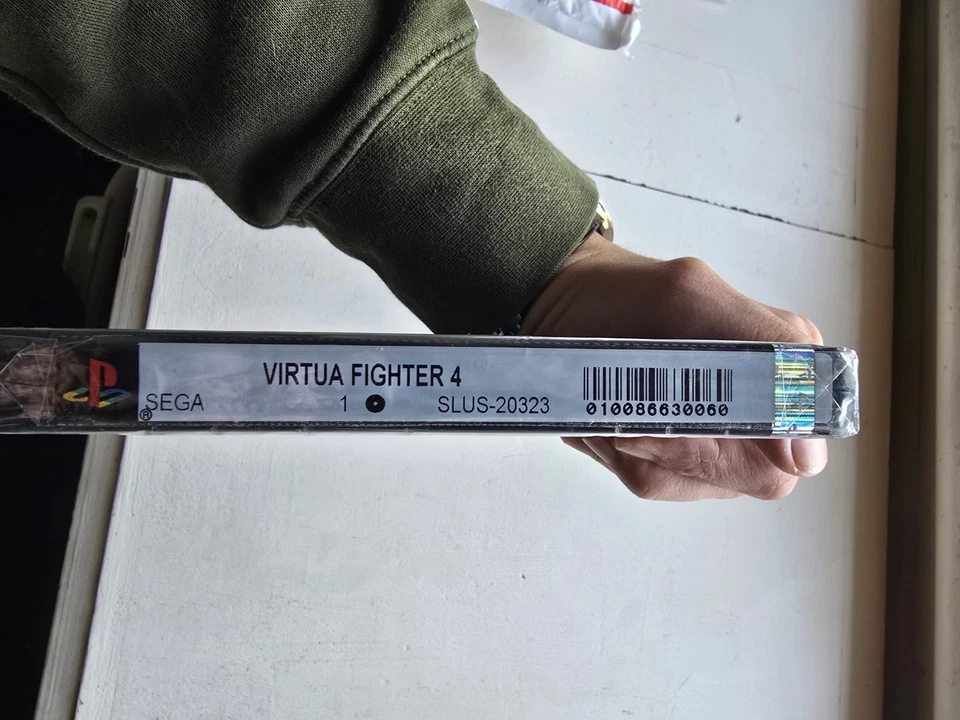 VIRTUA FIGHTER 4
SEGA® 1 SLUS-20323
010086630060